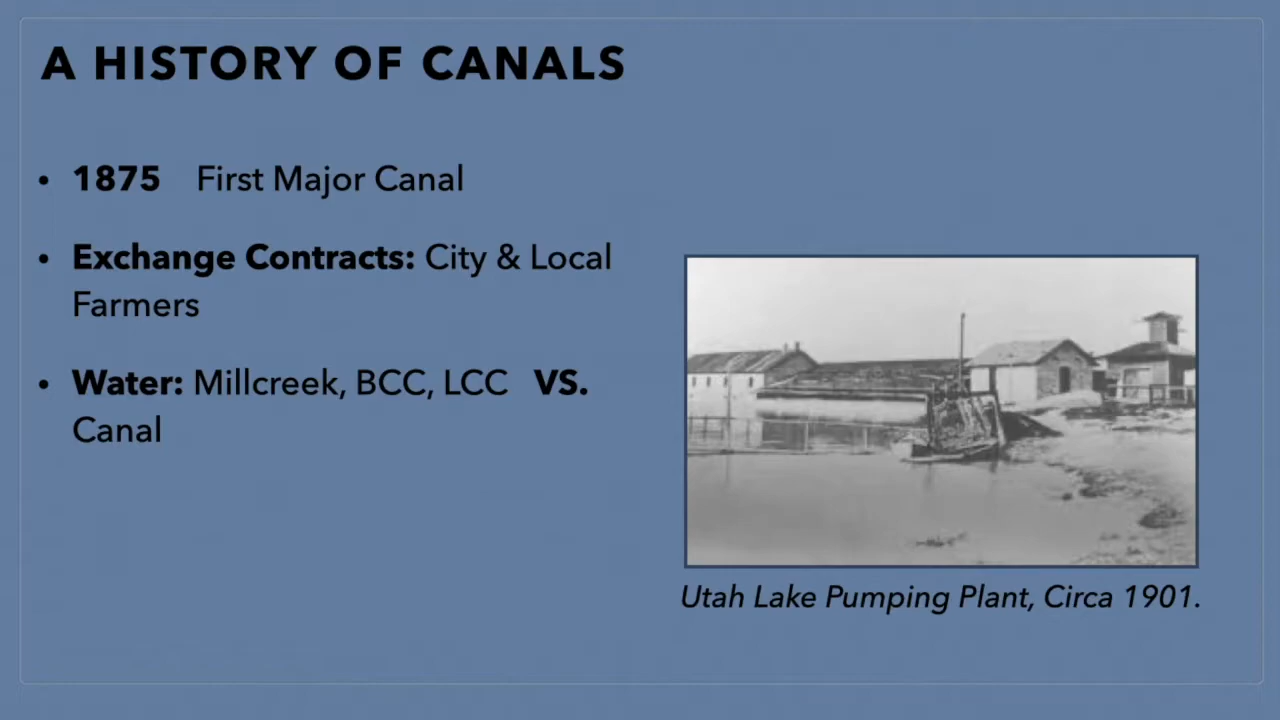 A HISTORY OF CANALS
• 1875 First Major Canal
• Exchange Contracts: City & Local
Farmers
• Water: Millcreek, BCC, LCC VS.
Canal
Utah Lake Pumping Plant, Circa 1901.